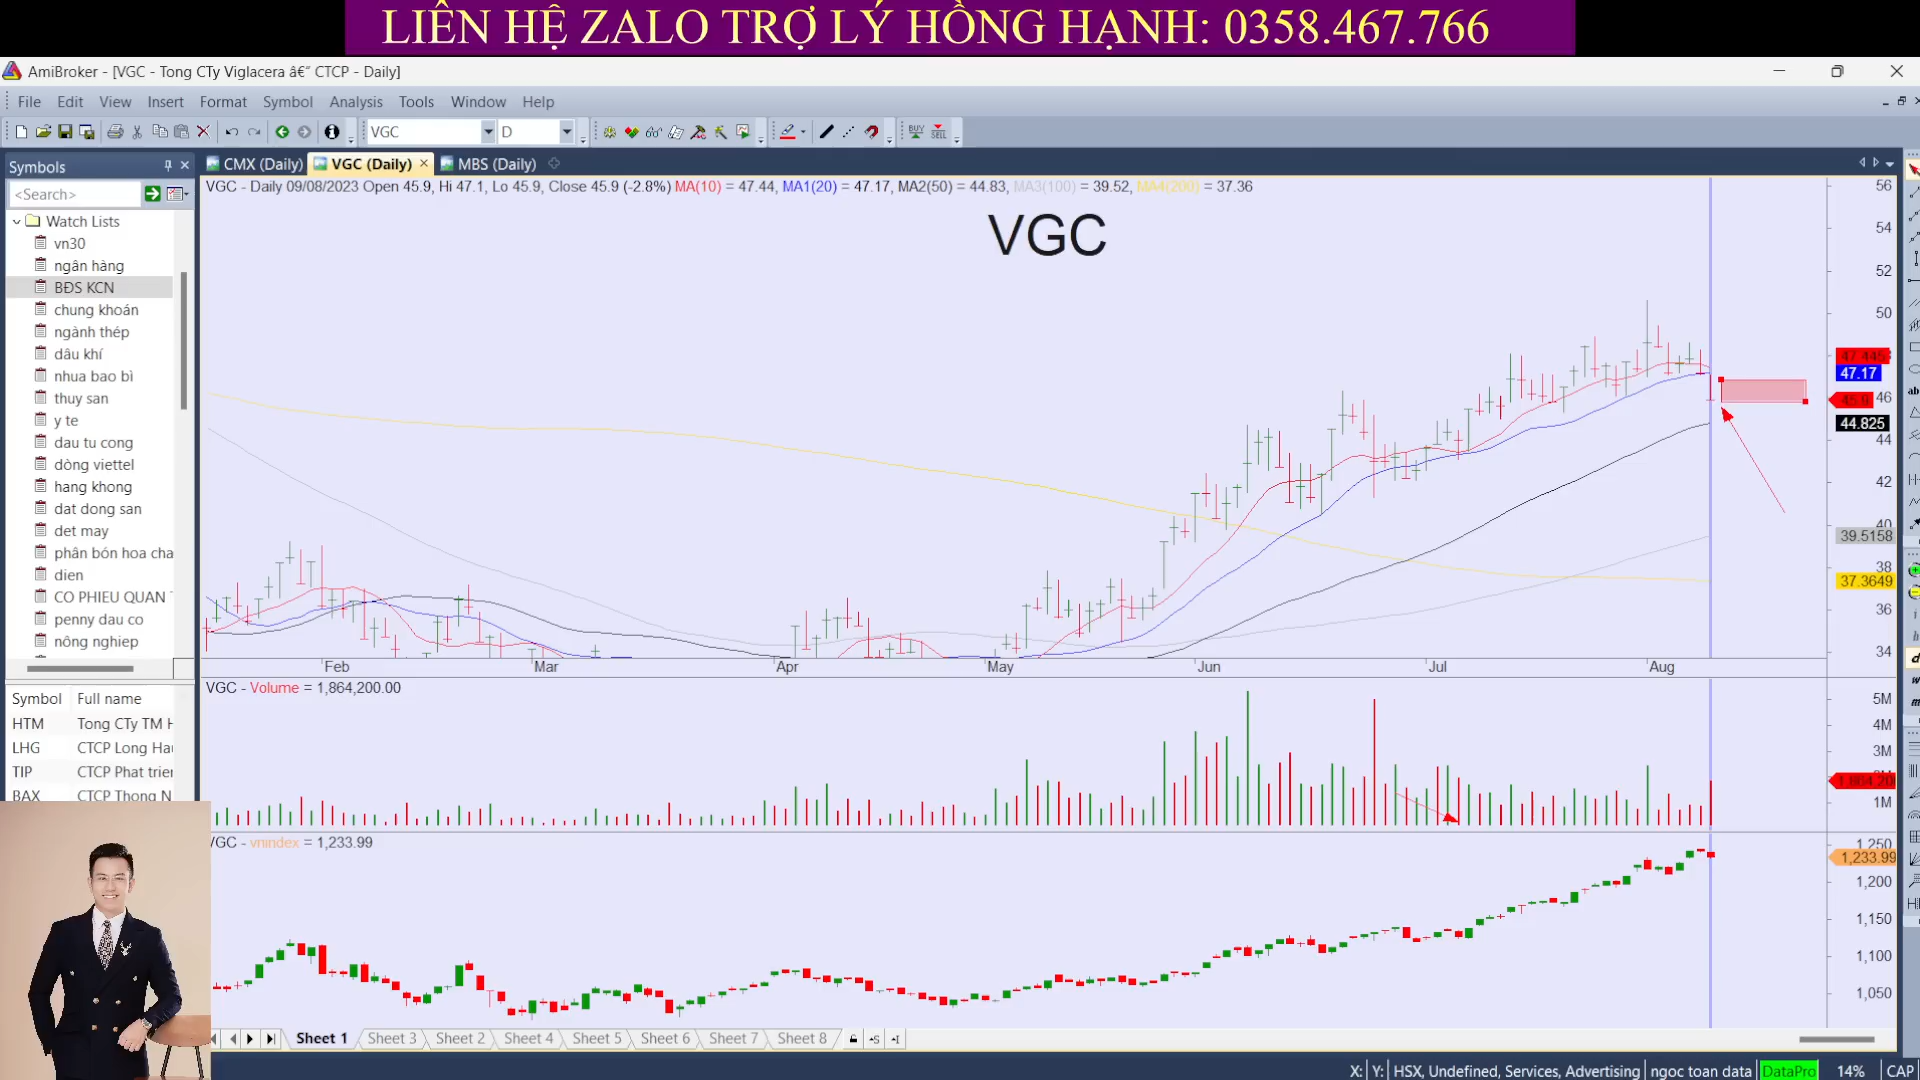 LIÊN HỆ ZALO TRỢ LÝ HỒNG HẠNH: 0358.467.766
AmiBroker - [VGC - Tong CTy Viglacera â€“ CTCP - Daily]
File Edit View Insert Format Symbol Analysis Tools Window Help
VGC D BUY SELL
Symbols
CMX (Daily) VGC (Daily) MBS (Daily)
<Search>
VGC - Daily 09/08/2023 Open 45.9, Hi 47.1, Lo 45.9, Close 45.9 (-2.8%) MA(10) = 47.44, MA1(20) = 47.17, MA2(50) = 44.83, MA3(100) = 39.52, MA4(200) = 37.36
VGC
Watch Lists
vn30
ngân hàng
BĐS KCN
chung khoán
ngành thép
dâu khí
nhua bao bì
thuy san
y te
dau tu cong
dòng viettel
hang khong
dat dong san
det may
phân bón hoa cha
dien
CO PHIEU QUAN
penny dau co
nông nghiep
56
54
52
50
47.445
47.17
45.9
46
44.825
44
42
40
39.5158
38
37.3649
36
34
Feb Mar Apr May Jun Jul Aug
Symbol Full name
HTM Tong CTy TM H
LHG CTCP Long Hau
TIP CTCP Phat trier
BAX CTCP Thong N
VGC - Volume = 1,864,200.00
5M
4M
3M
1M
VGC - vnindex = 1,233.99
1,250
1,233.99
1,200
1,150
1,100
1,050
Sheet 1 Sheet 3 Sheet 2 Sheet 4 Sheet 5 Sheet 6 Sheet 7 Sheet 8
X: Y: HSX, Undefined, Services, Advertising ngoc toan data DataPro 14% CAP